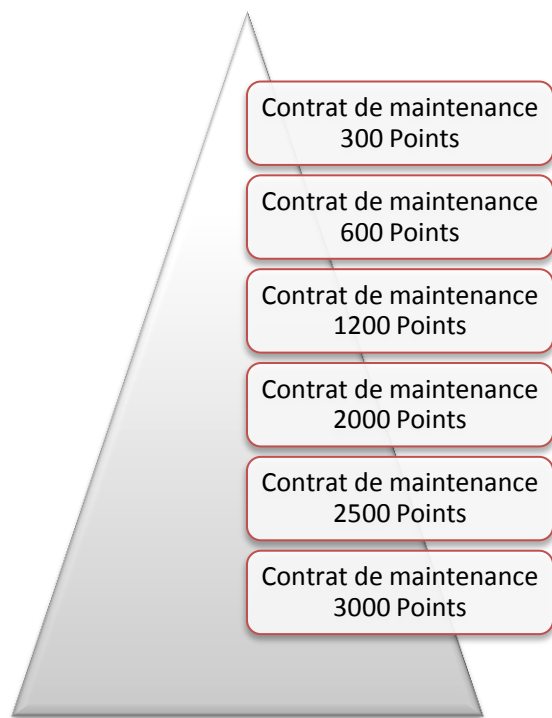 Contrat de maintenance
300 Points
Contrat de maintenance
600 Points
Contrat de maintenance
1200 Points
Contrat de maintenance
2000 Points
Contrat de maintenance
2500 Points
Contrat de maintenance
3000 Points